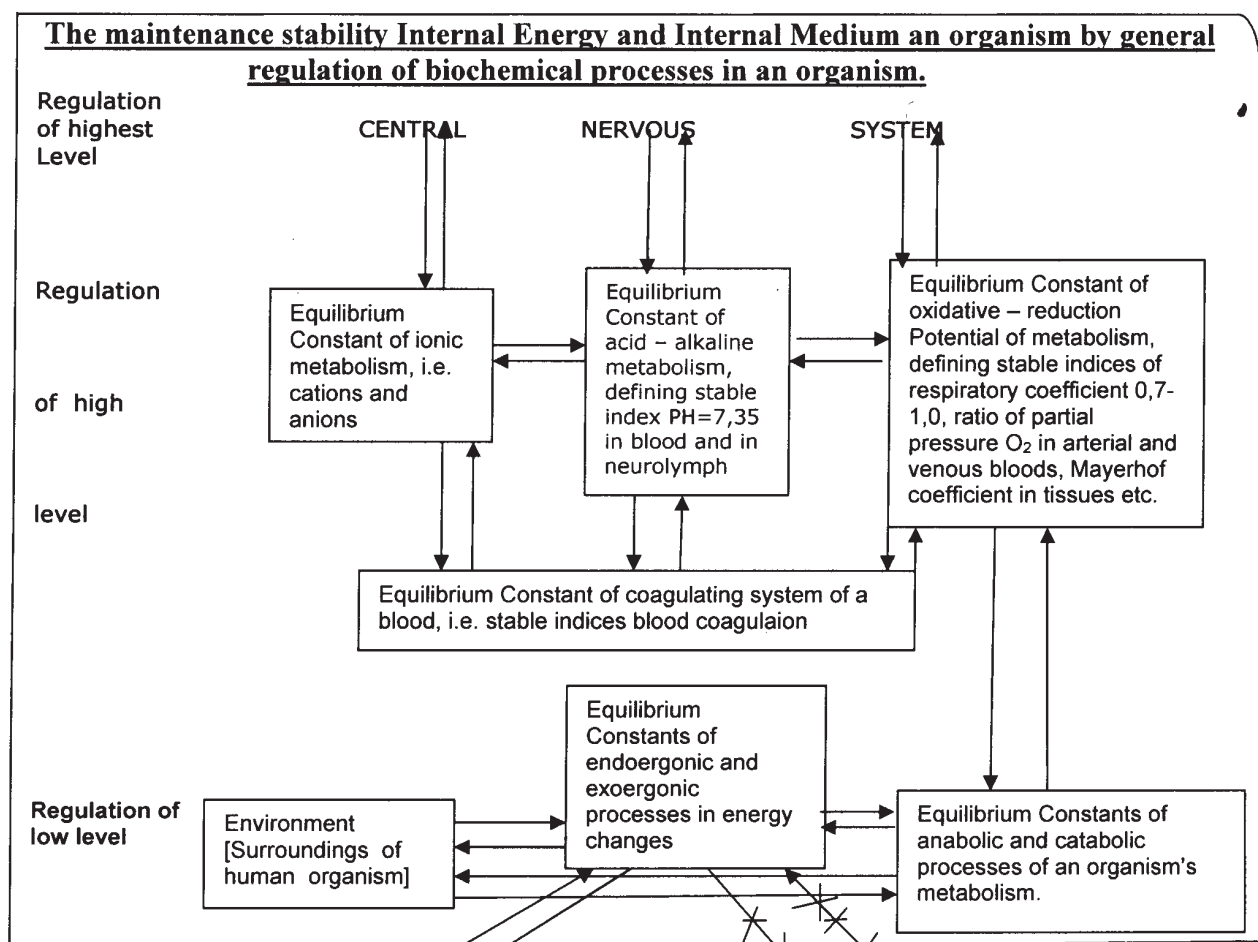 The maintenance stability Internal Energy and Internal Medium an organism by general
regulation of biochemical processes in an organism.
Regulation
of highest
Level
CENTRAL NERVOUS SYSTEM
Regulation
of high
level
Equilibrium
Constant of ionic
metabolism, i.e.
cations and
anions
Equilibrium
Constant of
acid – alkaline
metabolism,
defining stable
index PH=7,35
in blood and in
neurolymph
Equilibrium Constant of
oxidative – reduction
Potential of metabolism,
defining stable indices of
respiratory coefficient 0,7-
1,0, ratio of partial
pressure O₂ in arterial and
venous bloods, Mayerhof
coefficient in tissues etc.
Equilibrium Constant of coagulating system of a
blood, i.e. stable indices blood coagulaion
Regulation of
low level
Environment
[Surroundings of
human organism]
Equilibrium
Constants of
endoergonic and
exoergonic
processes in energy
changes
Equilibrium Constants of
anabolic and catabolic
processes of an organism's
metabolism.